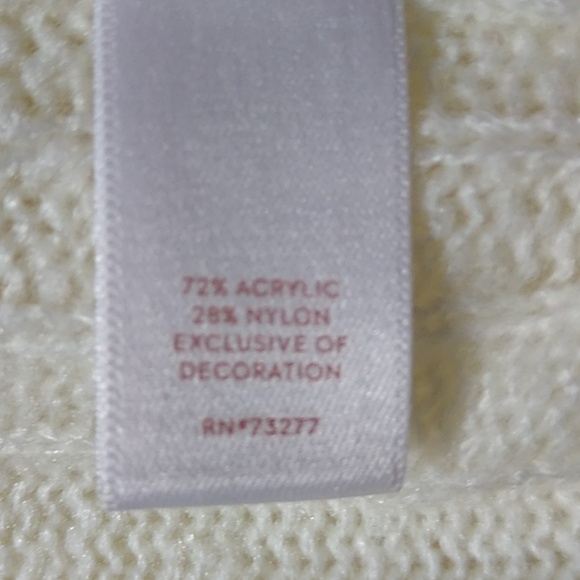 72% ACRYLIC
28% NYLON
EXCLUSIVE OF
DECORATION
RN#73277